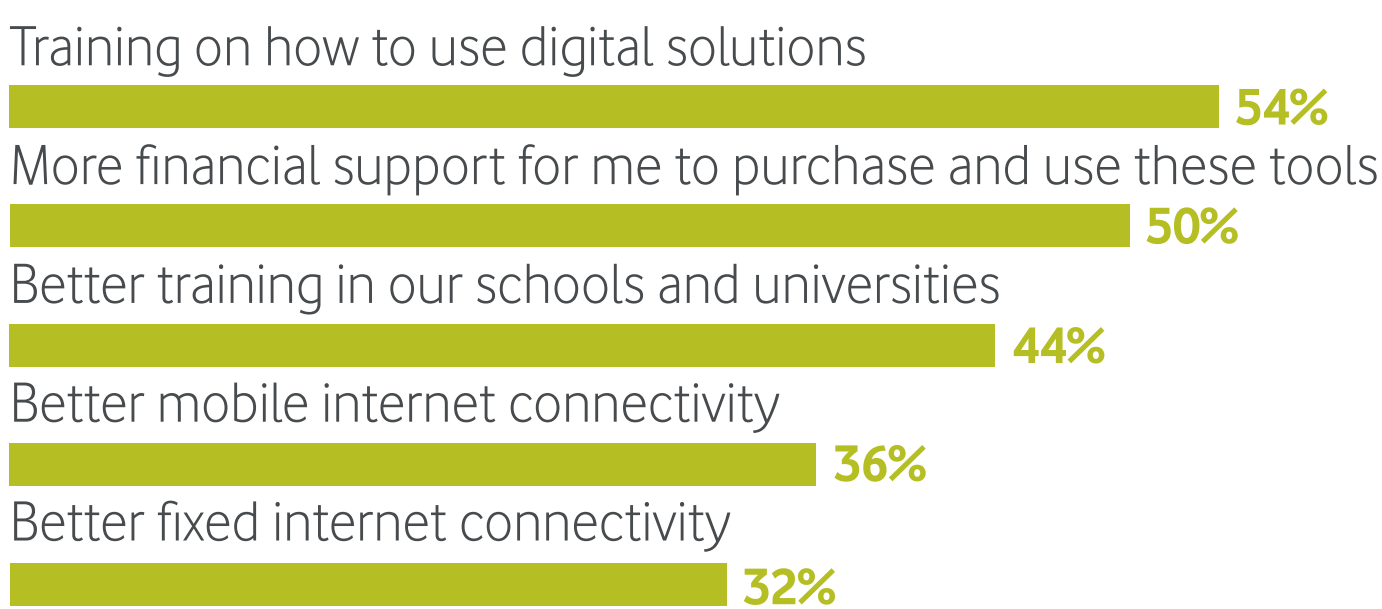 Training on how to use digital solutions
54%
More financial support for me to purchase and use these tools
50%
Better training in our schools and universities
44%
Better mobile internet connectivity
36%
Better fixed internet connectivity
32%